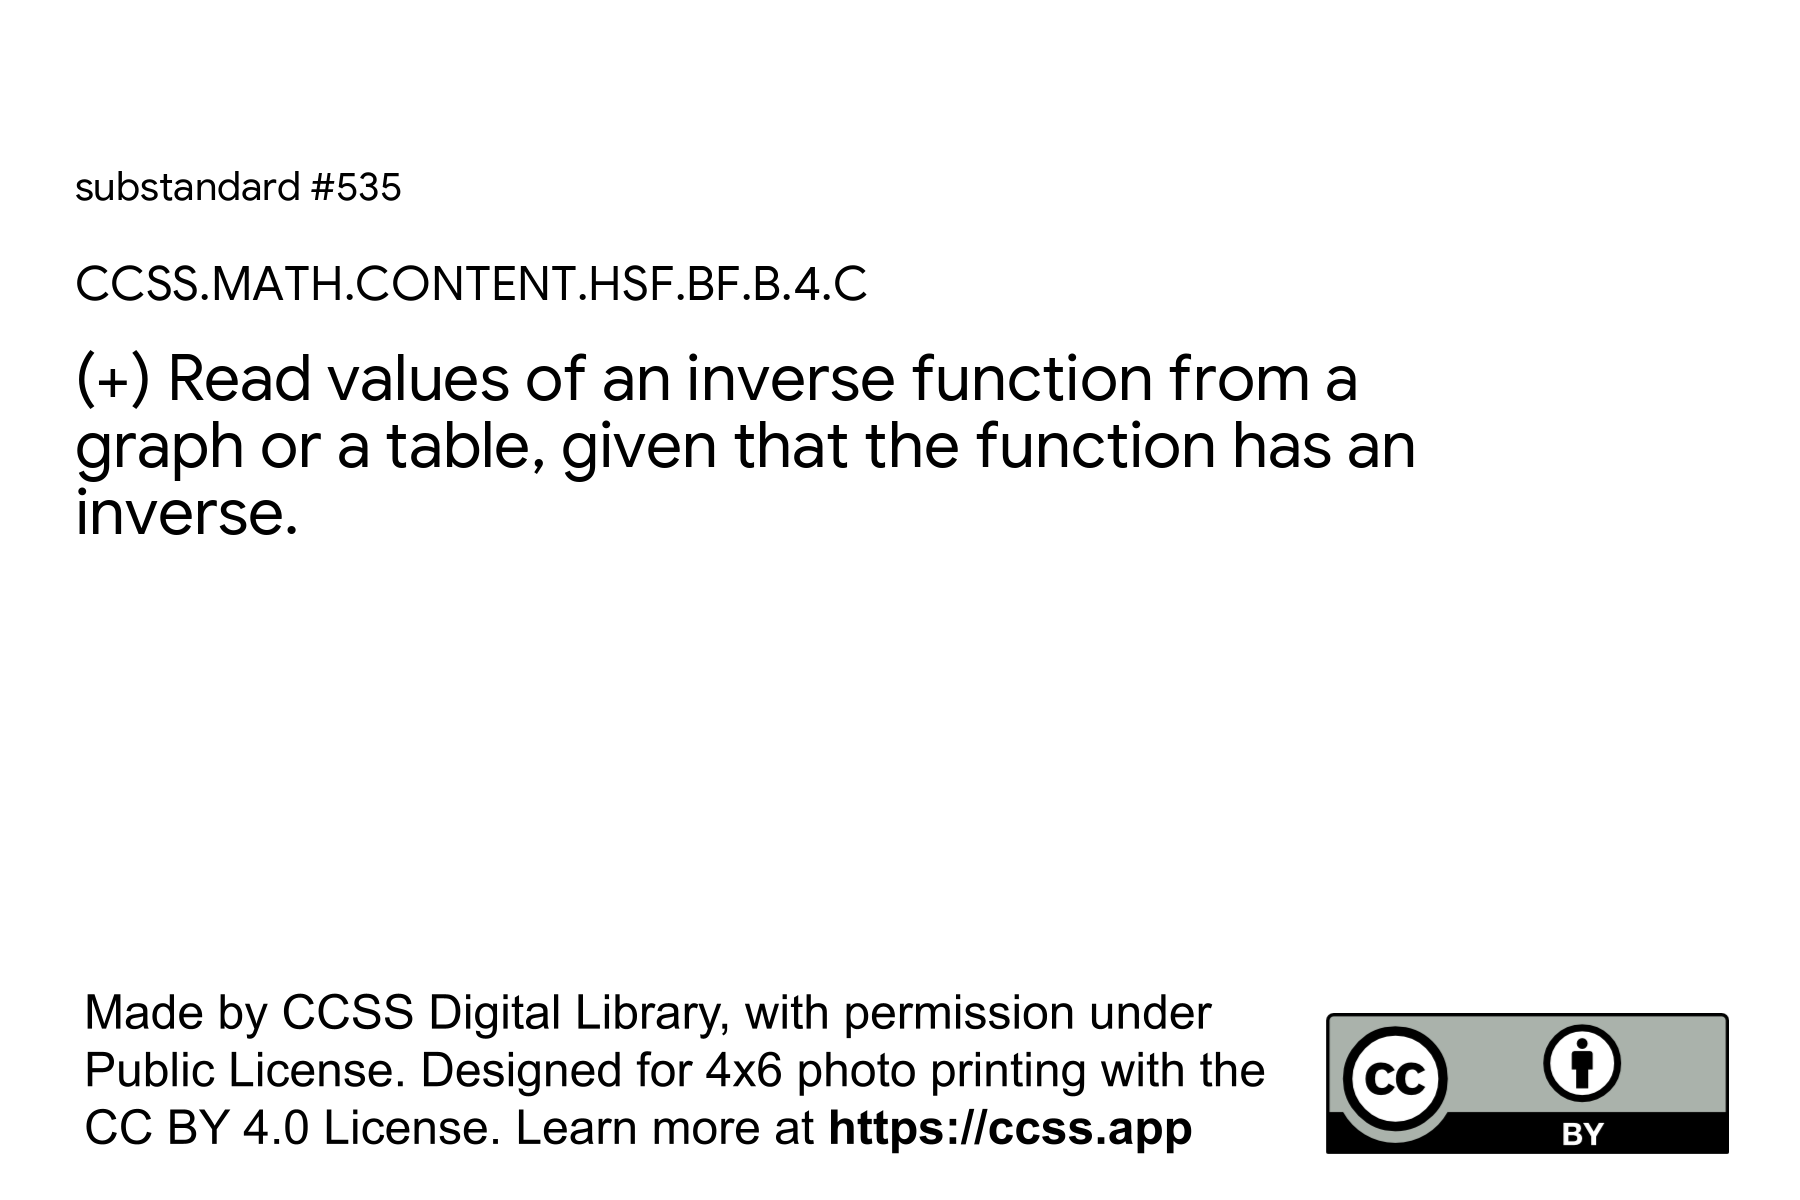 substandard #535
CCSS.MATH.CONTENT.HSF.BF.B.4.C
(+) Read values of an inverse function from a
graph or a table, given that the function has an
inverse.
Made by CCSS Digital Library, with permission under
Public License. Designed for 4x6 photo printing with the
CC BY 4.0 License. Learn more at https://ccss.app
CC
BY